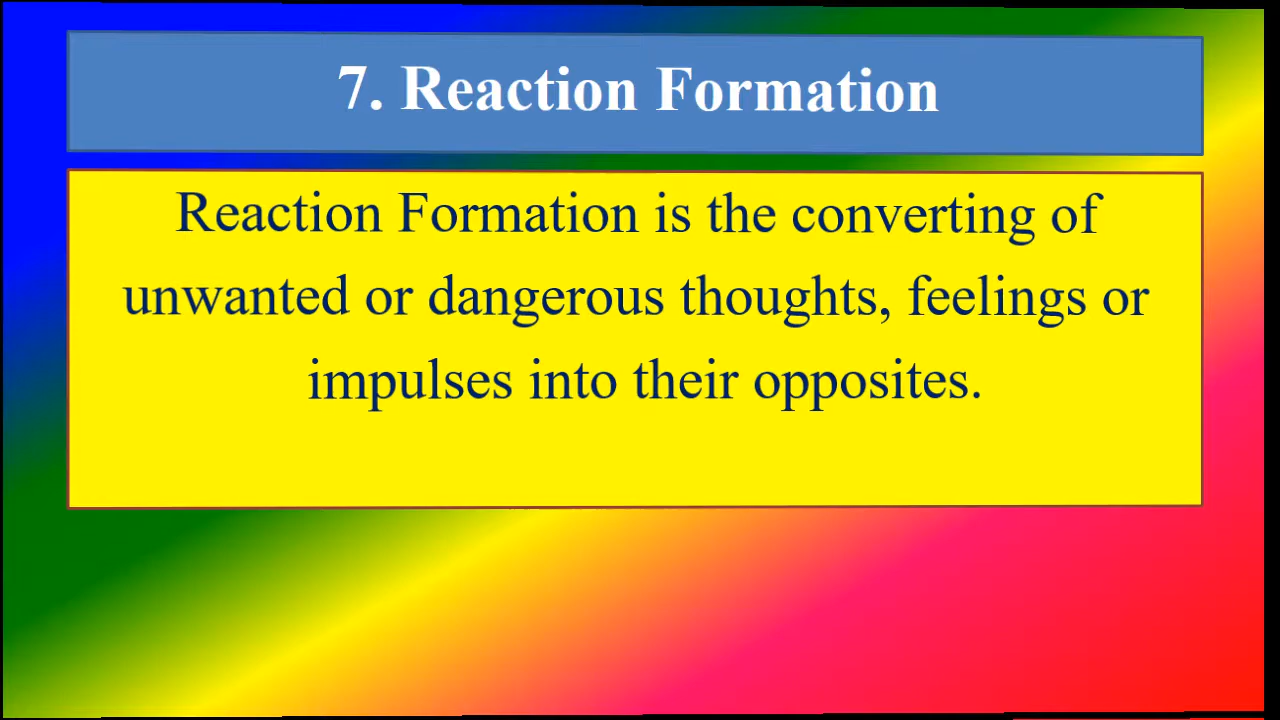 7. Reaction Formation
Reaction Formation is the converting of
unwanted or dangerous thoughts, feelings or
impulses into their opposites.